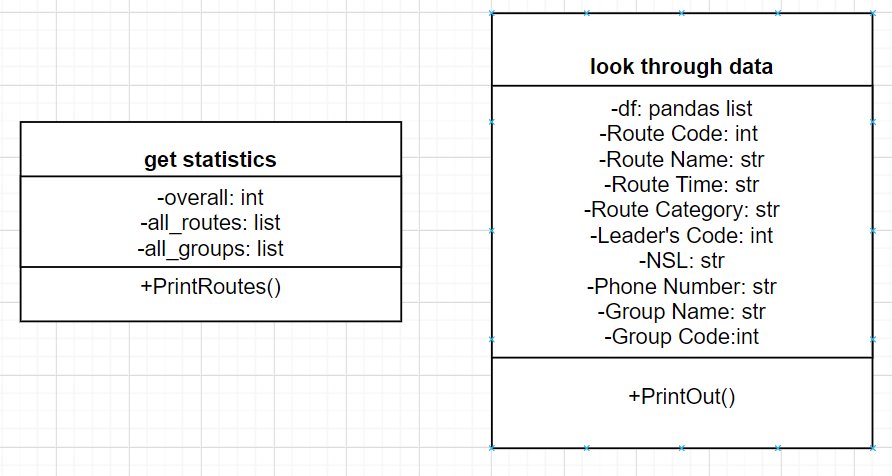 get statistics
-overall: int
-all_routes: list
-all_groups: list
+PrintRoutes()
look through data
-df: pandas list
-Route Code: int
-Route Name: str
-Route Time: str
-Route Category: str
-Leader's Code: int
-NSL: str
-Phone Number: str
-Group Name: str
-Group Code:int
+PrintOut()